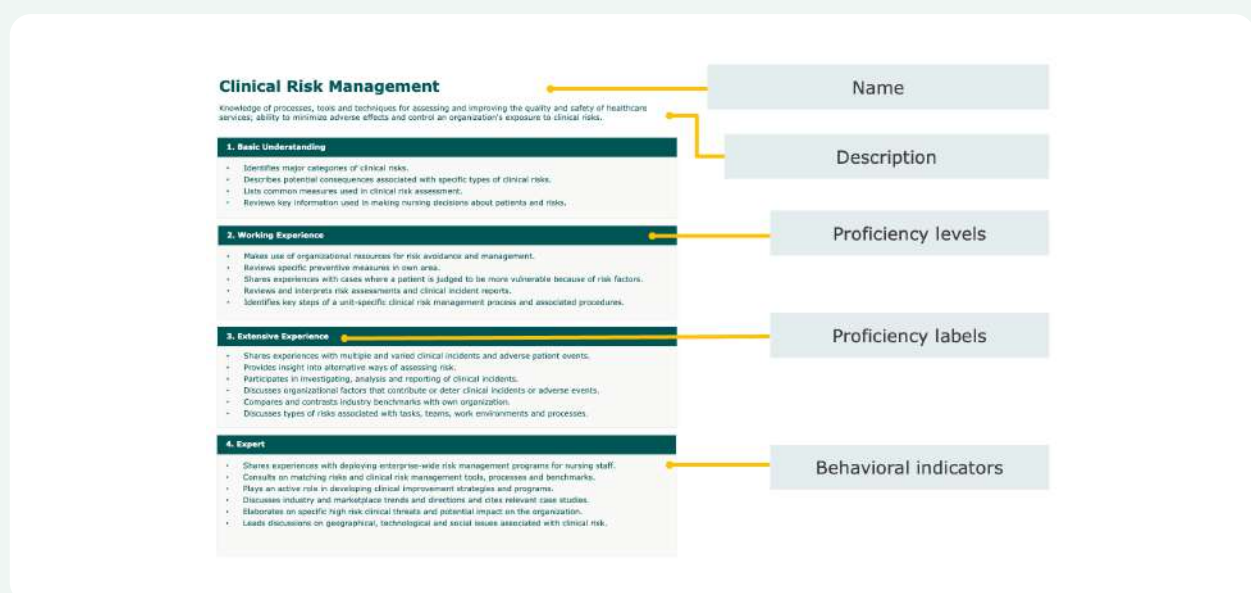 Clinical Risk Management
Knowledge of processes, tools and techniques for assessing and improving the quality and safety of healthcare
services; ability to minimize adverse effects and control an organization's exposure to clinical risks.
1. Basic Understanding
• Identifies major categories of clinical risks.
• Describes potential consequences associated with specific types of clinical risks.
• Lists common measures used in clinical risk assessment.
• Reviews key information used in making nursing decisions about patients and risks.
2. Working Experience
• Makes use of organizational resources for risk avoidance and management.
• Reviews specific preventive measures in own area.
• Shares experiences with cases where a patient is judged to be more vulnerable because of risk factors.
• Reviews and interprets risk assessments and clinical incident reports.
• Identifies key steps of a unit-specific clinical risk management process and associated procedures.
3. Extensive Experience
• Shares experiences with multiple and varied clinical incidents and adverse patient events.
• Provides insight into alternative ways of assessing risk.
• Participates in investigating, analysis and reporting of clinical incidents.
• Discusses organizational factors that contribute or deter clinical incidents or adverse events.
• Compares and contrasts industry benchmarks with own organization.
• Discusses types of risks associated with tasks, teams, work environments and processes.
4. Expert
• Shares experiences with deploying enterprise-wide risk management programs for nursing staff.
• Consults on matching risks and clinical risk management tools, processes and benchmarks.
• Plays an active role in developing clinical improvement strategies and programs.
• Discusses industry and marketplace trends and directions and cites relevant case studies.
• Elaborates on specific high risk clinical threats and potential impact on the organization.
• Leads discussions on geographical, technological and social issues associated with clinical risk.
Name
Description
Proficiency levels
Proficiency labels
Behavioral indicators